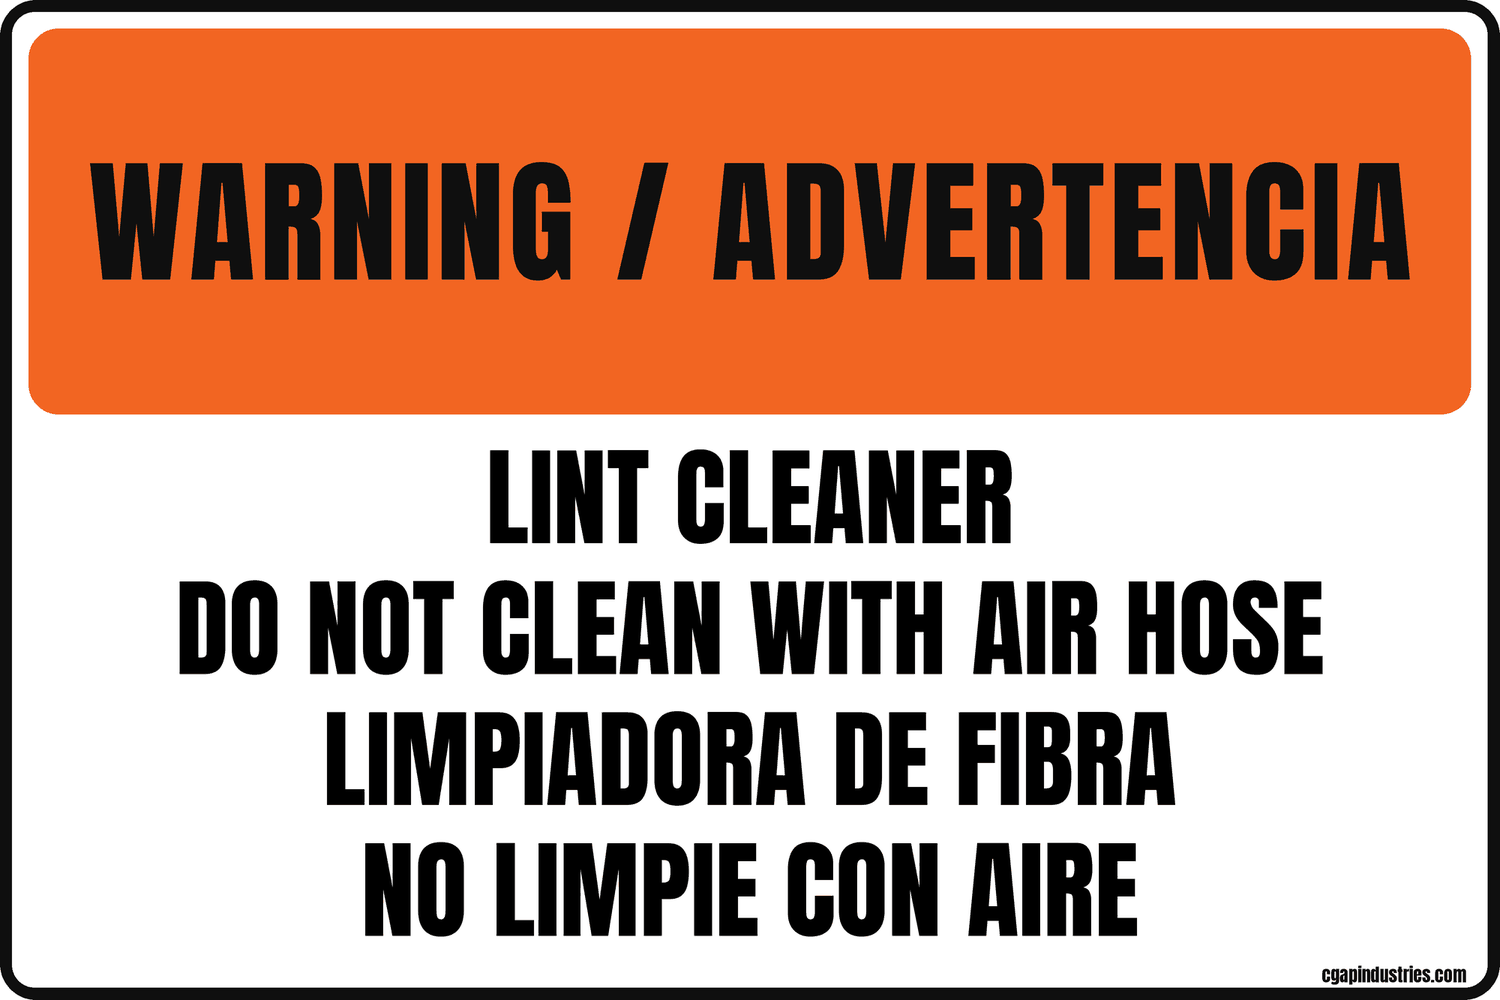 WARNING / ADVERTENCIA
LINT CLEANER
DO NOT CLEAN WITH AIR HOSE
LIMPIADORA DE FIBRA
NO LIMPIE CON AIRE
cgapindustries.com